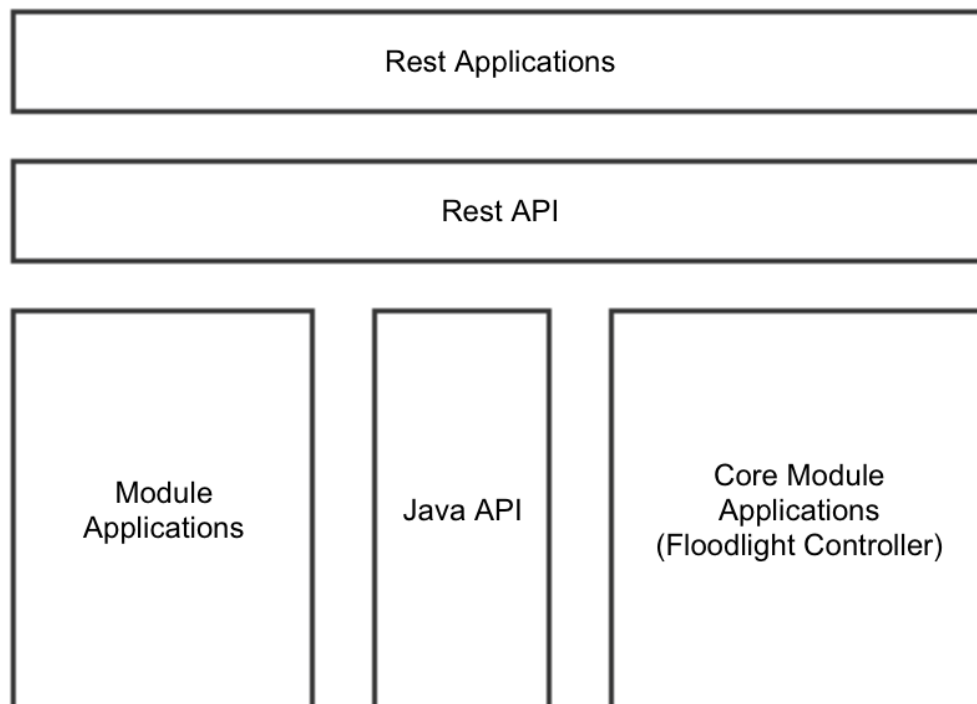 Rest Applications
Rest API
Module
Applications
Java API
Core Module
Applications
(Floodlight Controller)